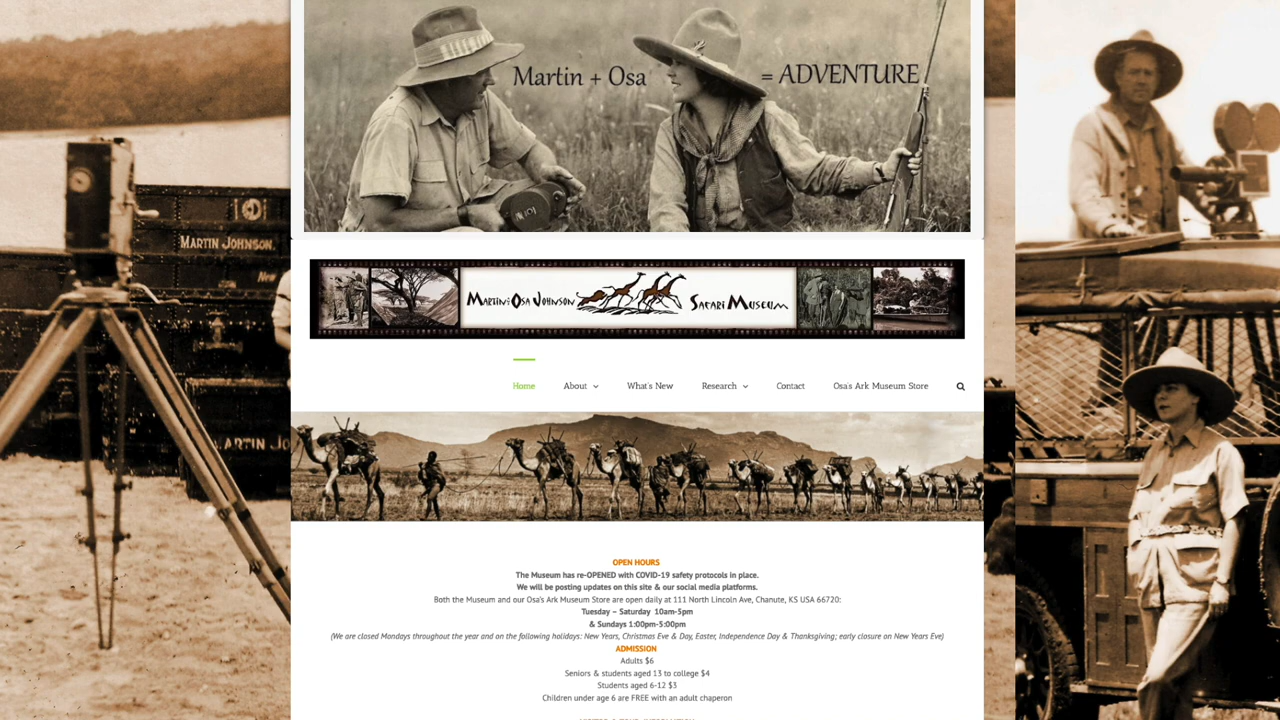 Martin + Osa = ADVENTURE
MARTIN JOHNSON.
New
ARTIN JO
MARTIN & OSA JOHNSON SAFARI MUSEUM
Home About What's New Research Contact Osa's Ark Museum Store
OPEN HOURS
The Museum has re-OPENED with COVID-19 safety protocols in place.
We will be posting updates on this site & our social media platforms.
Both the Museum and our Osa's Ark Museum Store are open daily at 111 North Lincoln Ave, Chanute, KS USA 66720:
Tuesday – Saturday 10am-5pm
& Sundays 1:00pm-5:00pm
(We are closed Mondays throughout the year and on the following holidays: New Years, Christmas Eve & Day, Easter, Independence Day & Thanksgiving; early closure on New Years Eve)
ADMISSION
Adults $6
Seniors & students aged 13 to college $4
Students aged 6-12 $3
Children under age 6 are FREE with an adult chaperon